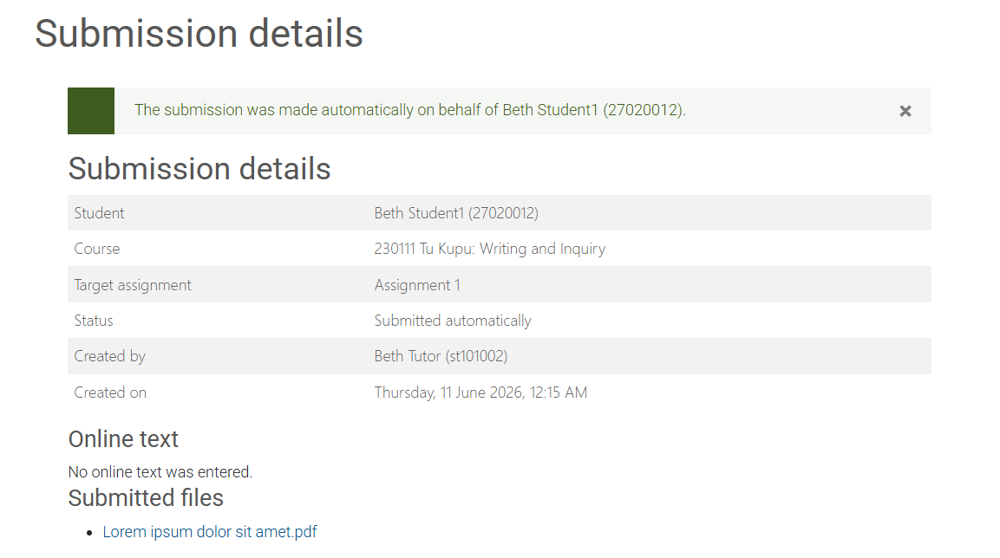 Submission details
The submission was made automatically on behalf of Beth Student1 (27020012).
Submission details
Student Beth Student1 (27020012)
Course 230111 Tu Kupu: Writing and Inquiry
Target assignment Assignment 1
Status Submitted automatically
Created by Beth Tutor (st101002)
Created on Thursday, 11 June 2026, 12:15 AM
Online text
No online text was entered.
Submitted files
Lorem ipsum dolor sit amet.pdf